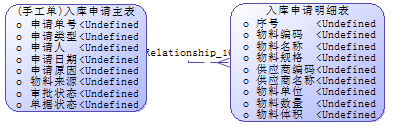 (手工单)入库申请主表
o 申请单号 <Undefined
o 申请类型 <Undefined
o 申请人 <Undefined
o 申请日期 <Undefined
o 申请原因 <Undefined
o 物料来源 <Undefined
o 审批状态 <Undefined
o 单据状态 <Undefined
Relationship_16
入库申请明细表
o 序号 <Undefined
o 物料编码 <Undefined
o 物料名称 <Undefined
o 物料规格 <Undefined
o 供应商编码 <Undefined
o 供应商名称 <Undefined
o 物料单位 <Undefined
o 物料数量 <Undefined
o 物料体积 <Undefined